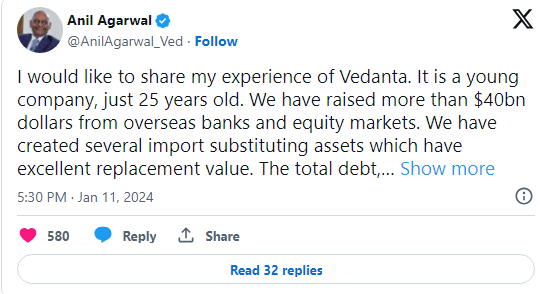 Anil Agarwal
@AnilAgarwal_Ved · Follow
I would like to share my experience of Vedanta. It is a young
company, just 25 years old. We have raised more than $40bn
dollars from overseas banks and equity markets. We have
created several import substituting assets which have
excellent replacement value. The total debt,... Show more
5:30 PM · Jan 11, 2024
580 Reply Share
Read 32 replies